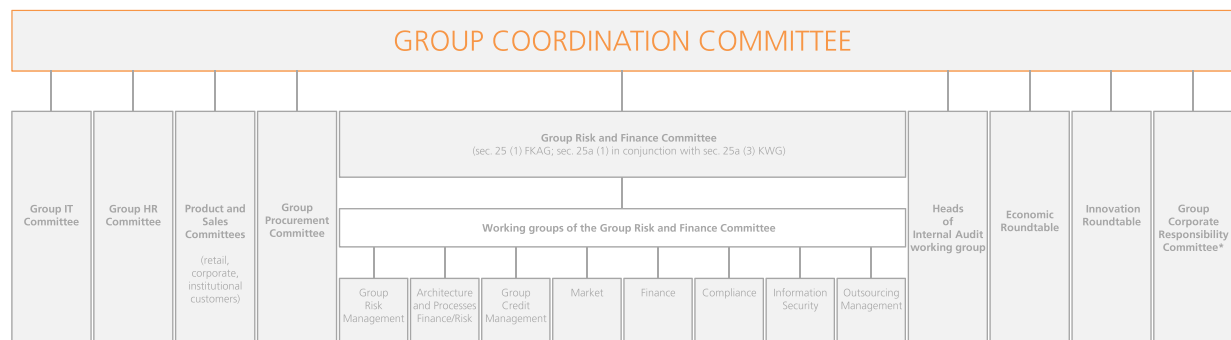 GROUP COORDINATION COMMITTEE
Group IT
Committee
Group HR
Committee
Product and
Sales
Committees
(retail,
corporate,
institutional
customers)
Group
Procurement
Committee
Group Risk and Finance Committee
(sec. 25 (1) FKAG; sec. 25a (1) in conjunction with sec. 25a (3) KWG)
Working groups of the Group Risk and Finance Committee
Group
Risk
Management
Architecture
and Processes
Finance/Risk
Group
Credit
Management
Market
Finance
Compliance
Information
Security
Outsourcing
Management
Heads
of
Internal Audit
working group
Economic
Roundtable
Innovation
Roundtable
Group
Corporate
Responsibility
Committee*